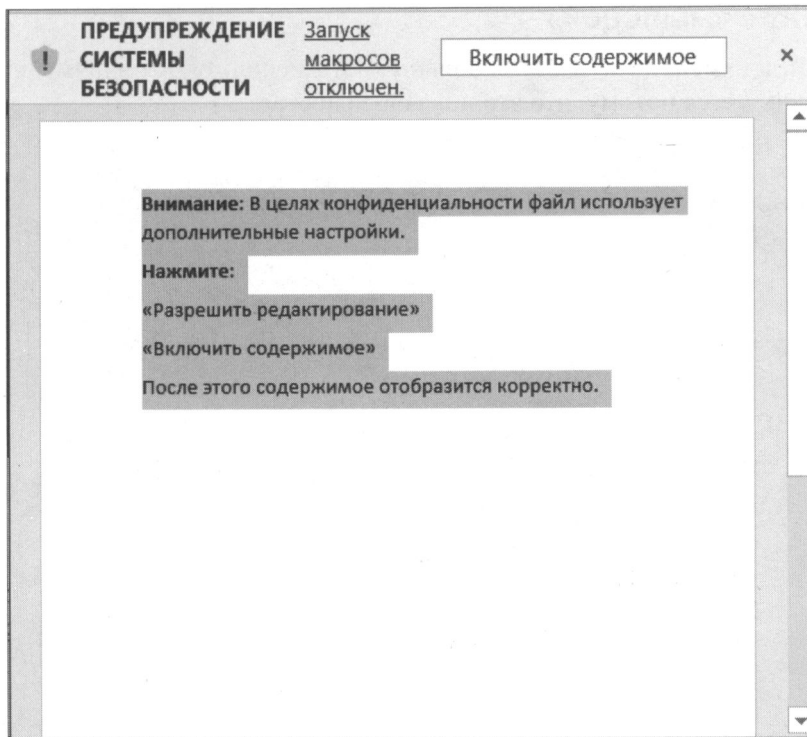 ПРЕДУПРЕЖДЕНИЕ
СИСТЕМЫ
БЕЗОПАСНОСТИ
Запуск
макросов
отключен.
Включить содержимое
Внимание: В целях конфиденциальности файл использует
дополнительные настройки.
Нажмите:
«Разрешить редактирование»
«Включить содержимое»
После этого содержимое отобразится корректно.